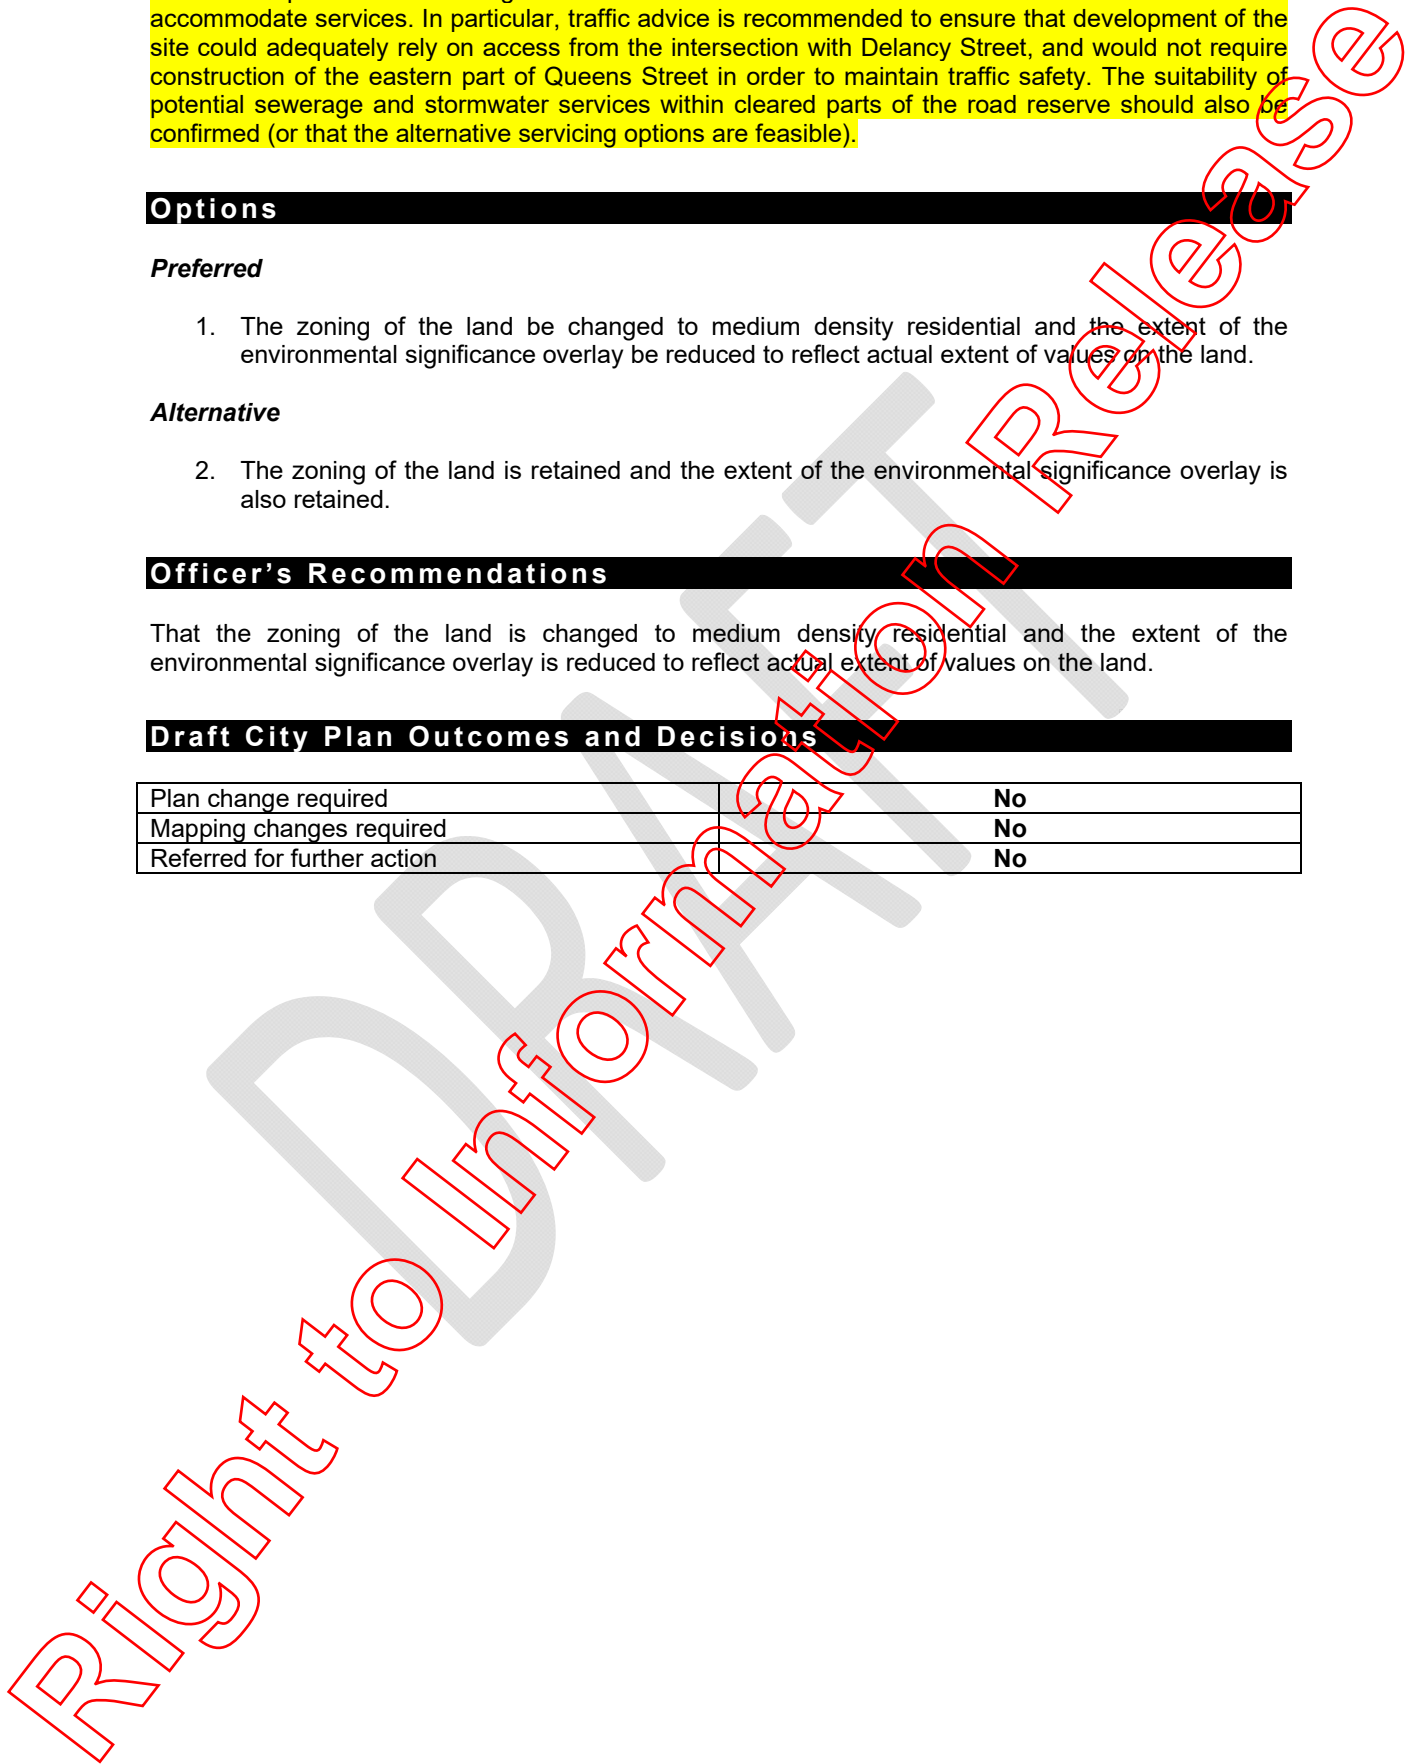 accommodate services. In particular, traffic advice is recommended to ensure that development of the
site could adequately rely on access from the intersection with Delancy Street, and would not require
construction of the eastern part of Queens Street in order to maintain traffic safety. The suitability of
potential sewerage and stormwater services within cleared parts of the road reserve should also be
confirmed (or that the alternative servicing options are feasible).
Options
Preferred
1. The zoning of the land be changed to medium density residential and the extent of the
environmental significance overlay be reduced to reflect actual extent of values on the land.
Alternative
2. The zoning of the land is retained and the extent of the environmental significance overlay is
also retained.
Officer's Recommendations
That the zoning of the land is changed to medium density residential and the extent of the
environmental significance overlay is reduced to reflect actual extent of values on the land.
Draft City Plan Outcomes and Decisions
Plan change required No
Mapping changes required No
Referred for further action No
DRAFT
Right to Information Release